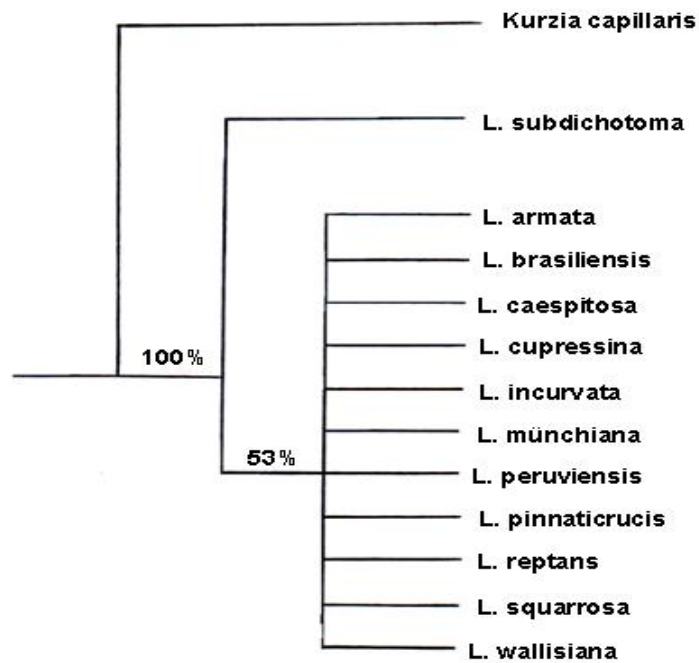 Kurzia capillaris
L. subdichotoma
L. armata
L. brasiliensis
L. caespitosa
L. cupressina
100%
L. incurvata
L. münchiana
53%
L. peruviensis
L. pinnaticrucis
L. reptans
L. squarrosa
L. wallisiana